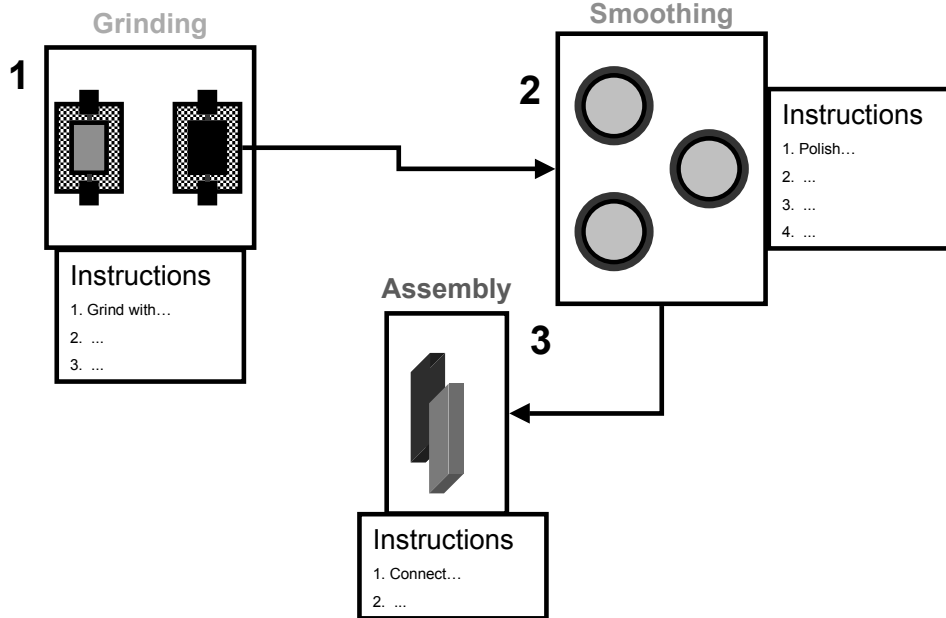 Grinding
1
Instructions
1. Grind with…
2. ...
3. ...
Smoothing
2
Instructions
1. Polish…
2. ...
3. ...
4. ...
Assembly
3
Instructions
1. Connect…
2. ...